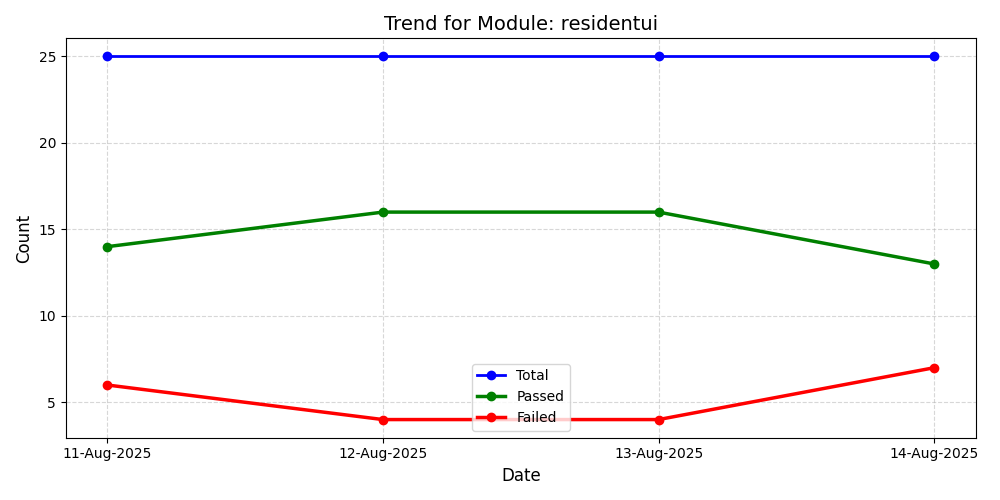 Trend for Module: residentui
Count
25
20
15
10
5
Total
Passed
Failed
11-Aug-2025
12-Aug-2025
13-Aug-2025
14-Aug-2025
Date